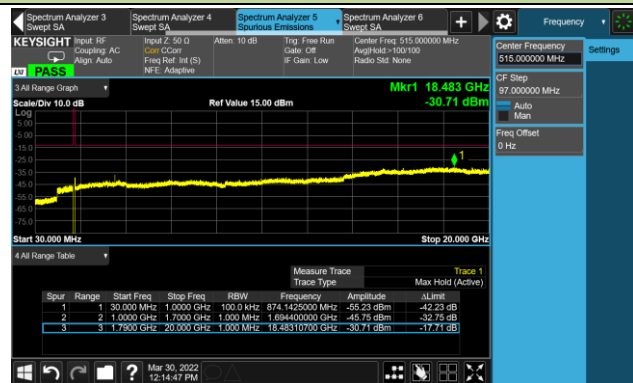 Spectrum Analyzer 3 Spectrum Analyzer 4 Spectrum Analyzer 5 Spectrum Analyzer 6
Swept SA Swept SA Spurious Emissions Swept SA
Frequency
KEYSIGHT Input: RF Input Z: 50 Ω Atten: 10 dB Trig: Free Run Center Freq: 515.000000 MHz
Coupling: AC Corr CCorr Gate: Off Avg|Hold:>100/100
Align: Auto Freq Ref: Int (S) IF Gain: Low Radio Std: None
LXI PASS NFE: Adaptive
Center Frequency
515.000000 MHz
Settings
CF Step
97.000000 MHz
Auto
Man
Freq Offset
0 Hz
3 All Range Graph
Mkr1 18.483 GHz
Scale/Div 10.0 dB Ref Value 15.00 dBm -30.71 dBm
Log
5.00
-5.00
-15.0
-25.0
-35.0
-45.0
-55.0
-65.0
-75.0
1
Start 30.000 MHz Stop 20.000 GHz
4 All Range Table
Measure Trace Trace 1
Trace Type Max Hold (Active)
Spur Range Start Freq Stop Freq RBW Frequency Amplitude ΔLimit
1 1 30.000 MHz 1.0000 GHz 100.0 kHz 874.1425000 MHz -55.23 dBm -42.23 dB
2 2 1.0000 GHz 1.7000 GHz 1.000 MHz 1.694400000 GHz -45.75 dBm -32.75 dB
3 3 1.7900 GHz 20.000 GHz 1.000 MHz 18.48310700 GHz -30.71 dBm -17.71 dB
Mar 30, 2022
12:14:47 PM